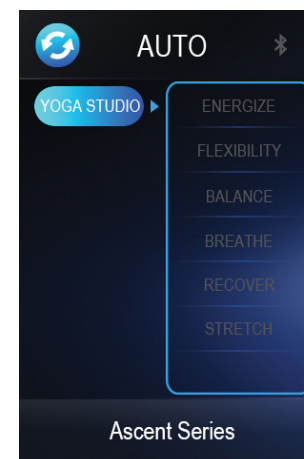 AUTO
YOGA STUDIO
ENERGIZE
FLEXIBILITY
BALANCE
BREATHE
RECOVER
STRETCH
Ascent Series